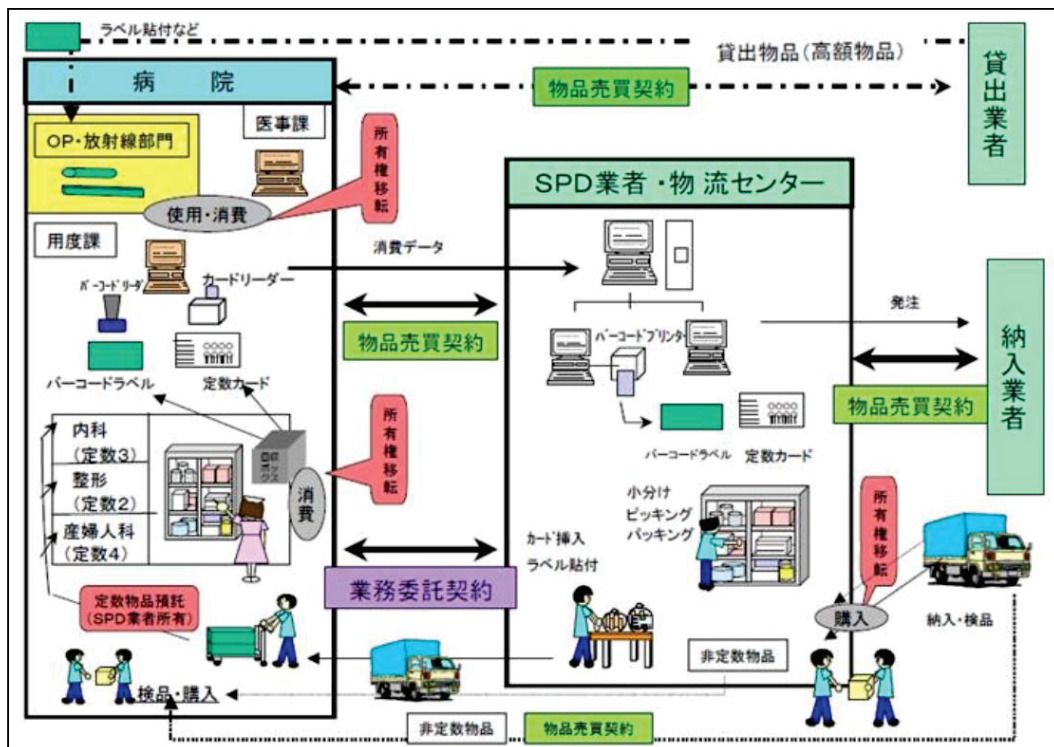 ラベル貼付など
貸出物品(高額物品)
物品売買契約
貸出業者
病 院
医事課
OP・放射線部門
所有権移転
使用・消費
用度課
バーコードリーダ
カードリーダー
バーコードラベル
定数カード
消費データ
物品売買契約
SPD業者・物流センター
バーコードプリンター
バーコードラベル
定数カード
発注
物品売買契約
納入業者
内科
(定数3)
整形
(定数2)
産婦人科
(定数4)
回収ボックス
消費
所有権移転
業務委託契約
小分け
ピッキング
パッキング
カード挿入
ラベル貼付
所有権移転
購入
納入・検品
定数物品預託
(SPD業者所有)
検品・購入
非定数物品
非定数物品
物品売買契約